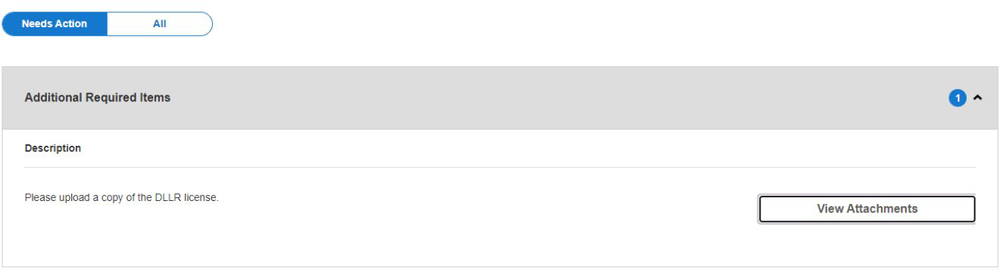 Needs Action All
Additional Required Items 1
Description
Please upload a copy of the DLLR license.
View Attachments